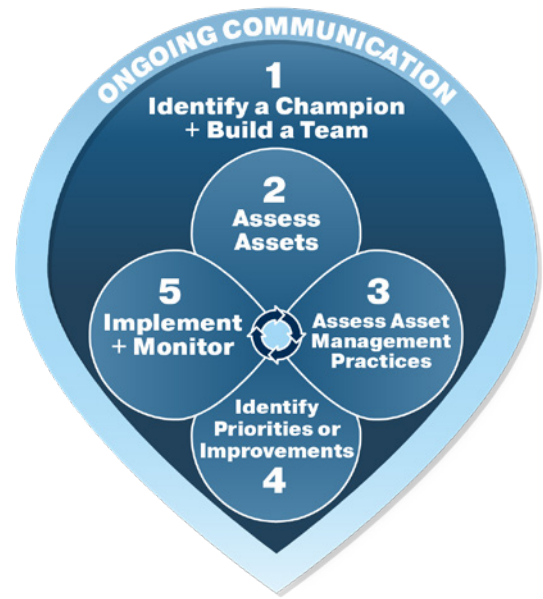 ONGOING COMMUNICATION
1
Identify a Champion
+ Build a Team
2
Assess
Assets
3
Assess Asset
Management
Practices
Identify
Priorities or
Improvements
4
5
Implement
+ Monitor